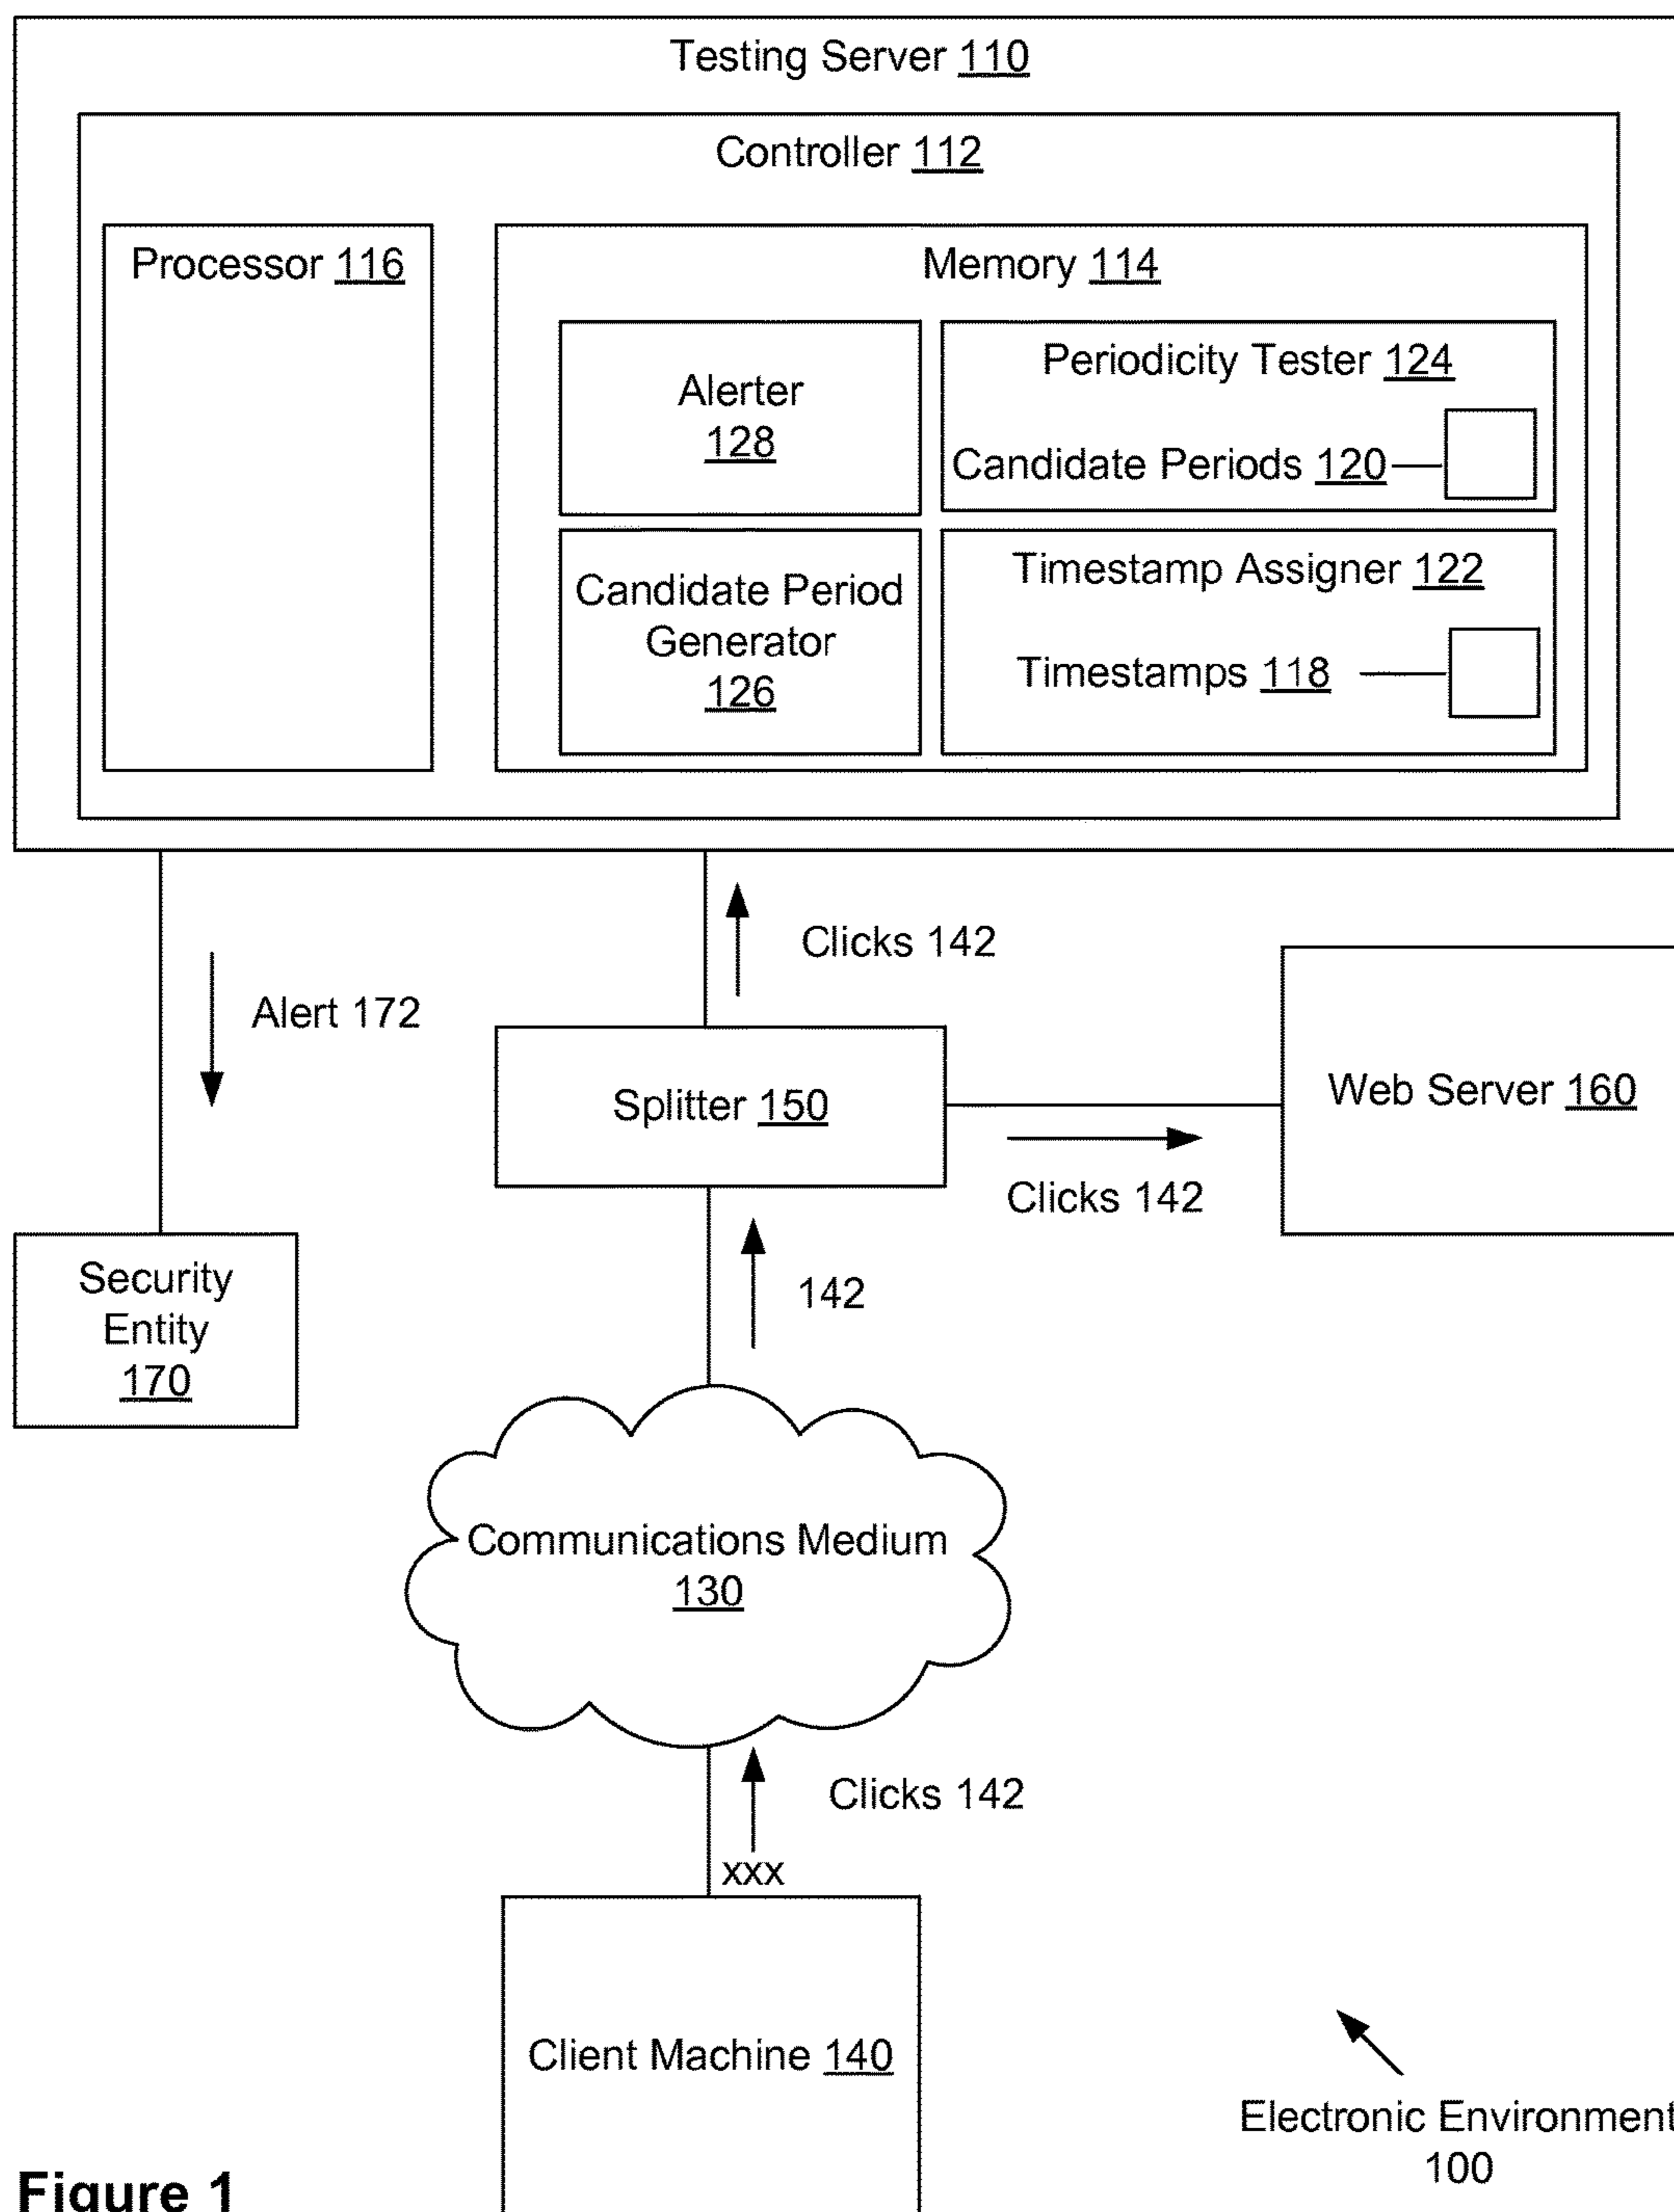 Testing Server 110
Controller 112
Processor 116
Memory 114
Alerter
128
Periodicity Tester 124
Candidate Periods 120
Candidate Period
Generator
126
Timestamp Assigner 122
Timestamps 118
Clicks 142
Alert 172
Splitter 150
Web Server 160
Clicks 142
Security
Entity
170
142
Communications Medium
130
Clicks 142
xxx
Client Machine 140
Electronic Environment
100
Figure 1